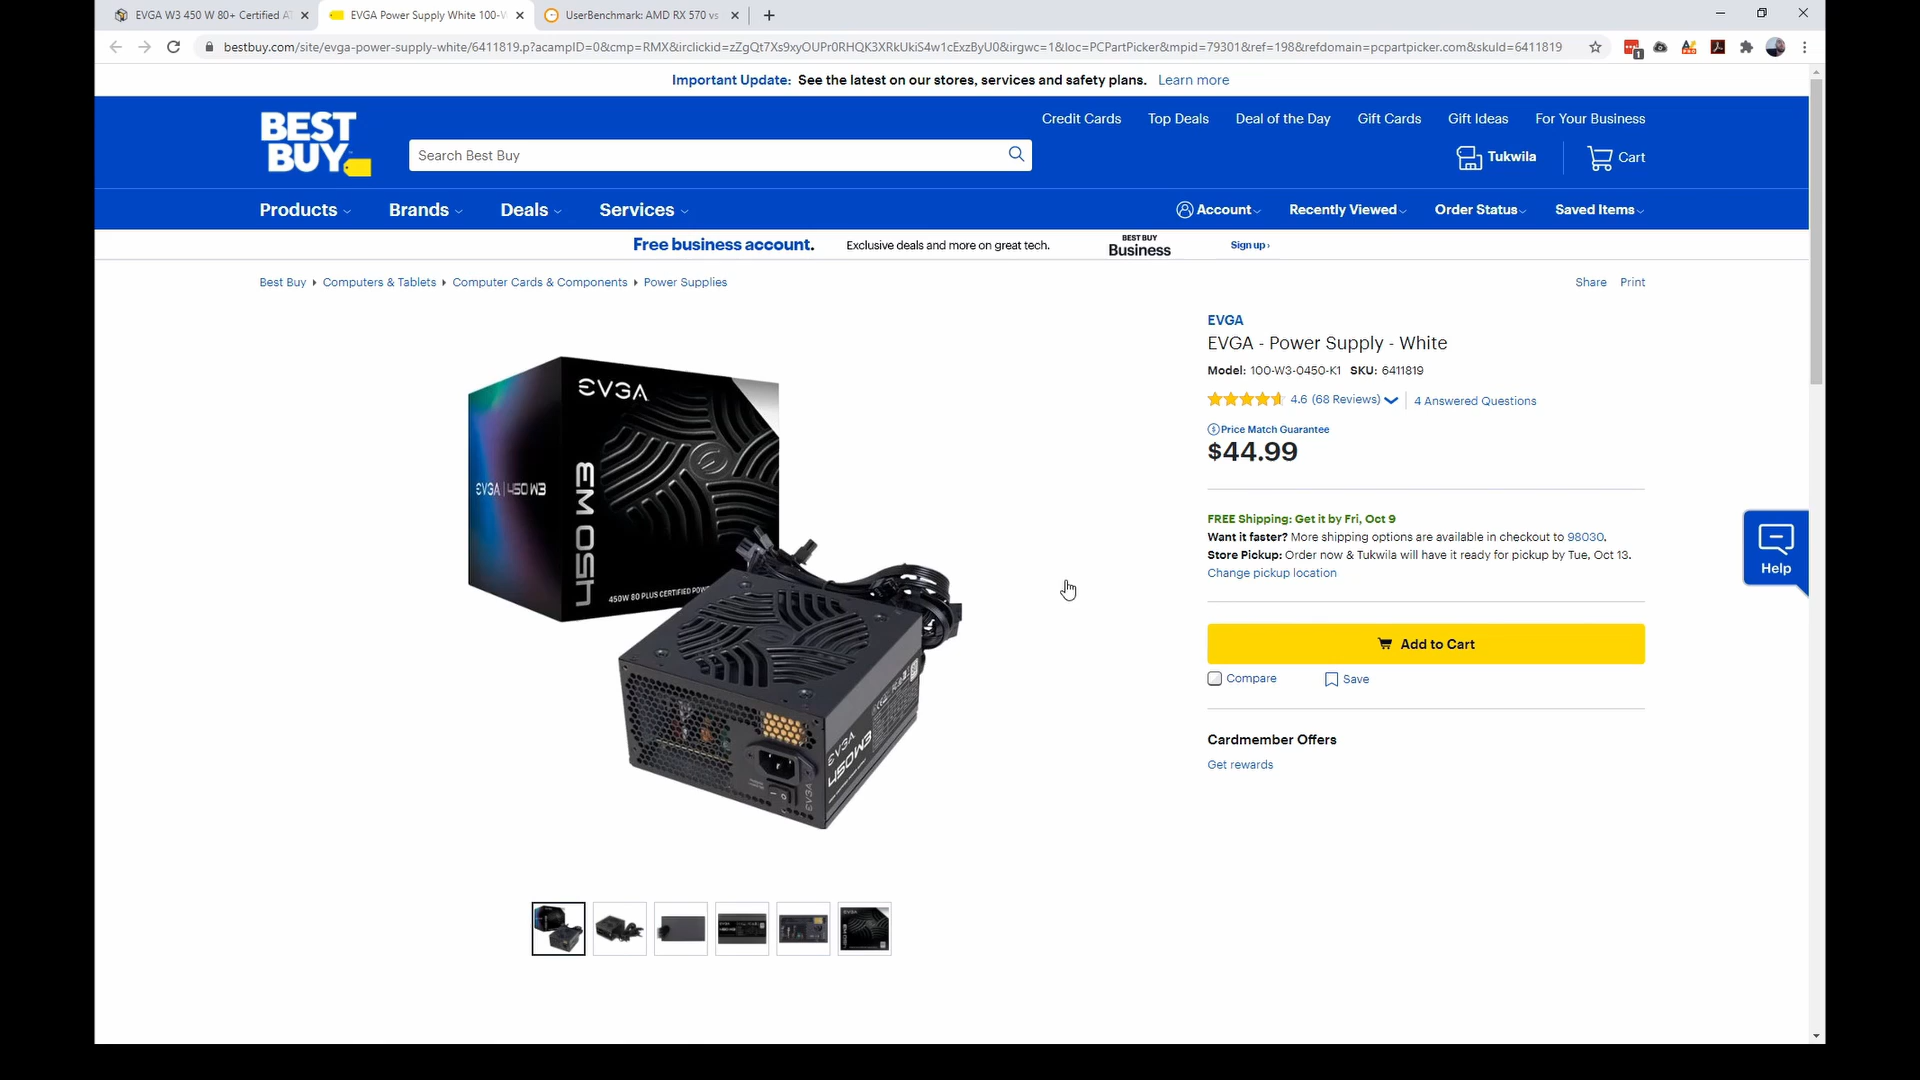 EVGA W3 450 W 80+ Certified AT
EVGA Power Supply White 100-W
UserBenchmark: AMD RX 570 vs
bestbuy.com/site/evga-power-supply-white/6411819.p?acampID=0&cmp=RMX&irclickid=zZgQt7Xs9xyOUPr0RHQK3XRkUkiS4w1cExzByU0&irgwc=1&loc=PCPartPicker&mpid=79301&ref=198&refdomain=pcpartpicker.com&skuId=6411819
Important Update: See the latest on our stores, services and safety plans. Learn more
Credit Cards Top Deals Deal of the Day Gift Cards Gift Ideas For Your Business
BEST
BUY
Search Best Buy
Tukwila Cart
Products Brands Deals Services Account Recently Viewed Order Status Saved Items
Free business account. Exclusive deals and more on great tech. BEST BUY Business Sign up ›
Best Buy Computers & Tablets Computer Cards & Components Power Supplies
Share Print
EVGA
EVGA - Power Supply - White
Model: 100-W3-0450-K1 SKU: 6411819
4.6 (68 Reviews) 4 Answered Questions
Price Match Guarantee
$44.99
FREE Shipping: Get it by Fri, Oct 9
Want it faster? More shipping options are available in checkout to 98030.
Store Pickup: Order now & Tukwila will have it ready for pickup by Tue, Oct 13.
Change pickup location
Add to Cart
Compare Save
Cardmember Offers
Get rewards
Help
EVGA
EVGA | 450 W3
450 W3
450W 80 PLUS CERTIFIED
EVGA
450 W3
EVGA